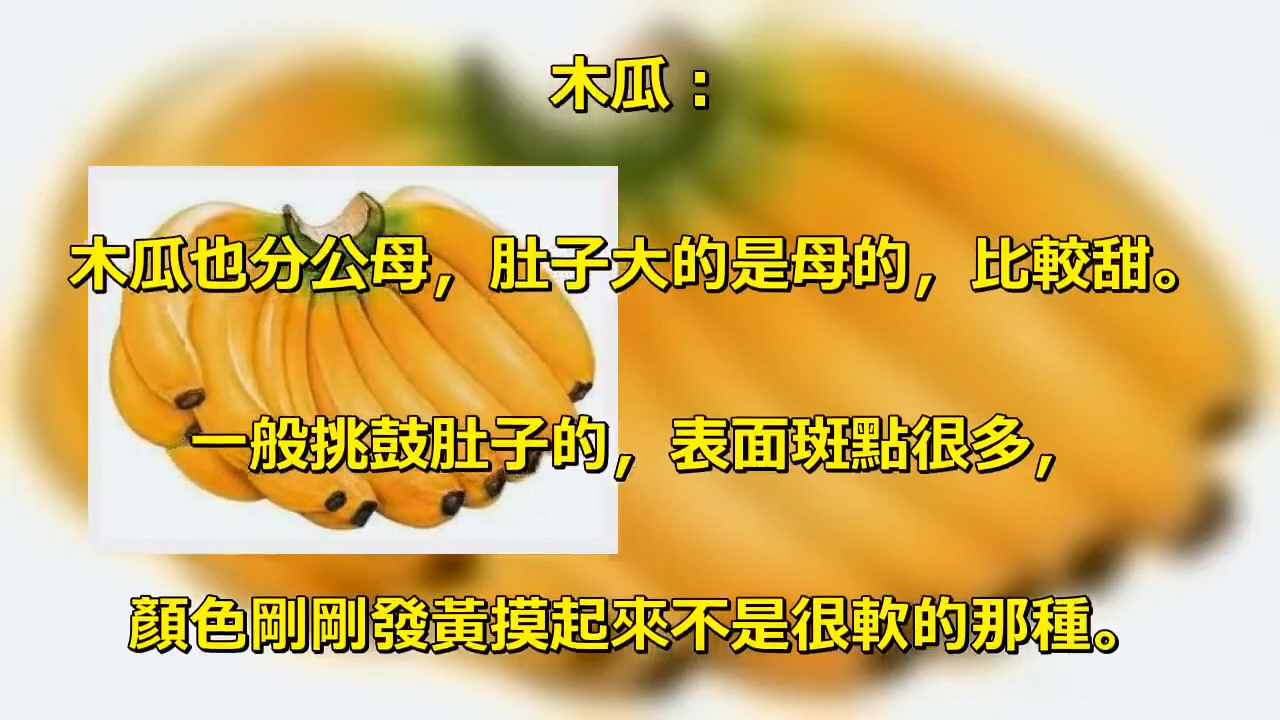 木瓜：
木瓜也分公母，肚子大的是母的，比較甜。
一般挑鼓肚子的，表面斑點很多，
顏色剛剛發黃摸起來不是很軟的那種。